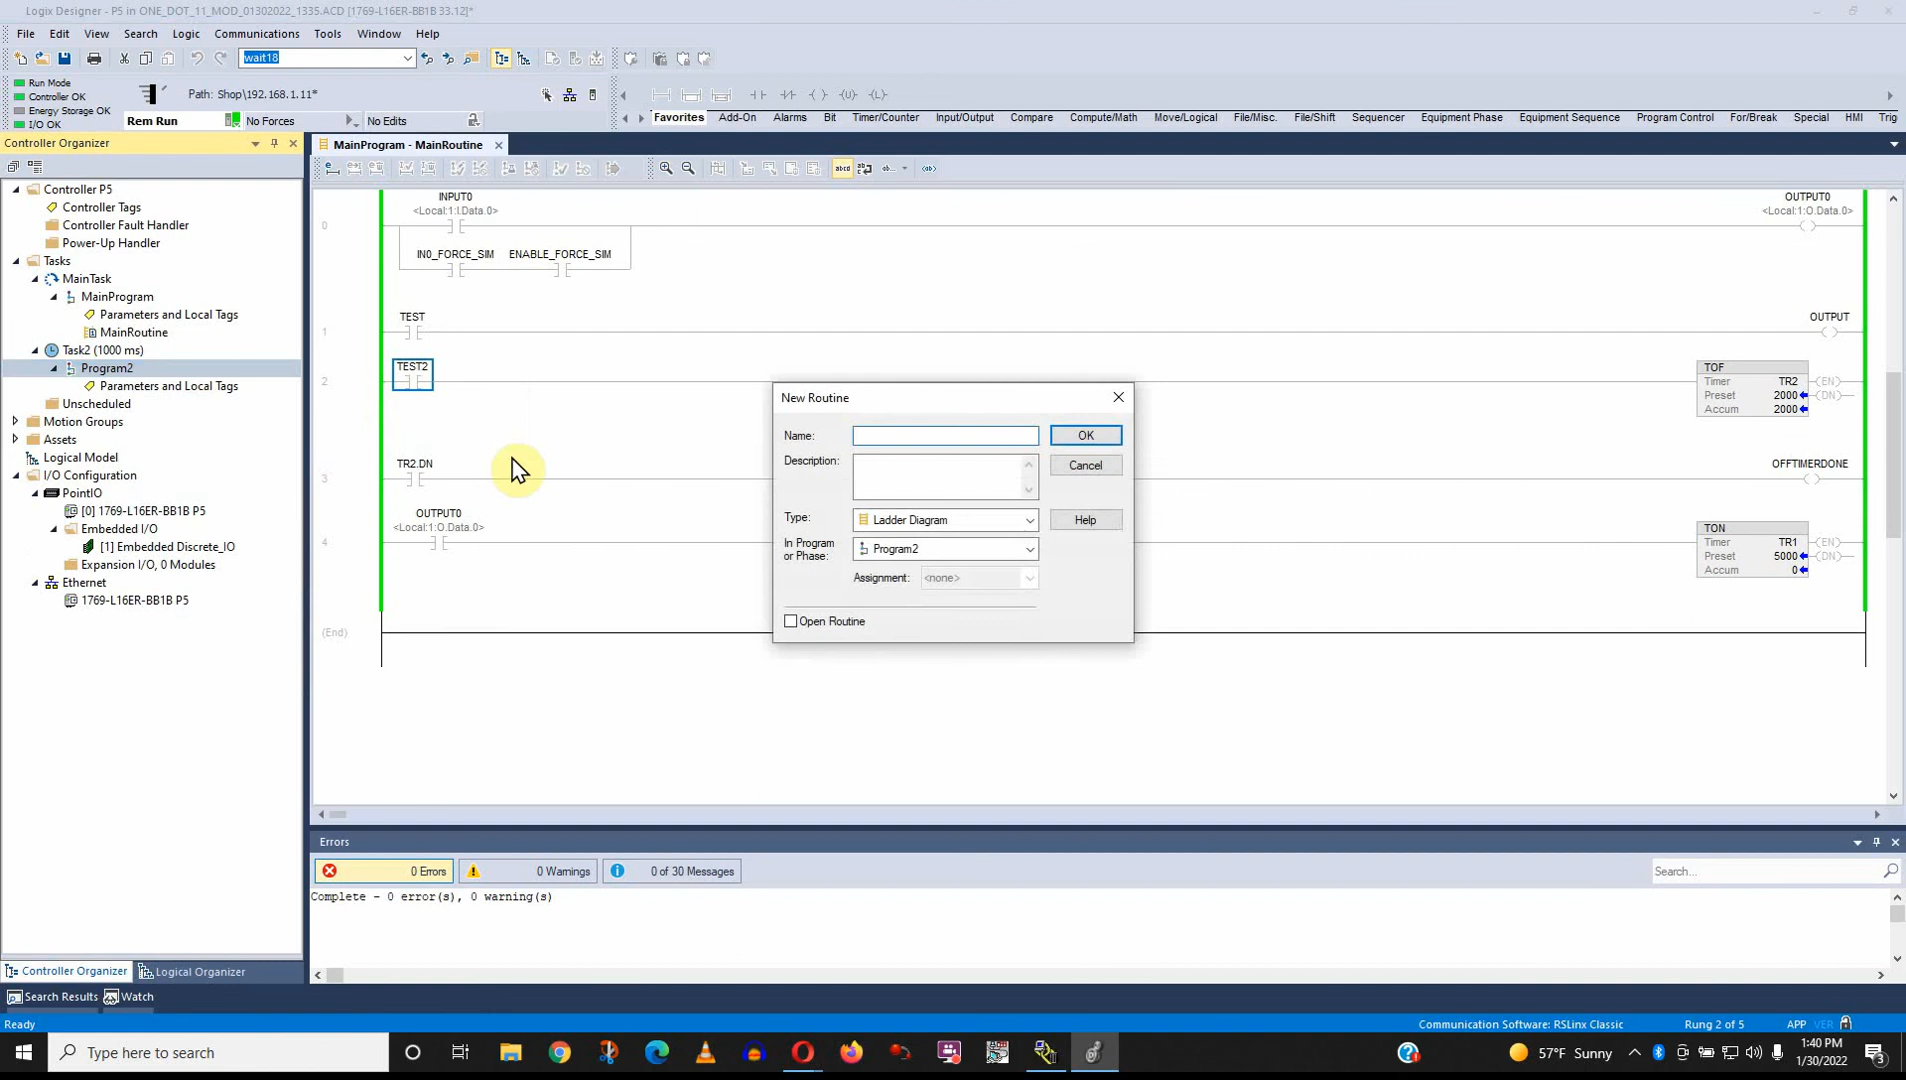 Logix Designer - P5 in ONE_DOT_11_MOD_01302022_1335.ACD [1769-L16ER-BB1B 33.12]*
File Edit View Search Logic Communications Tools Window Help
wait18
Run Mode
Controller OK
Energy Storage OK
I/O OK
Path: Shop\192.168.1.11*
Rem Run No Forces No Edits
Favorites Add-On Alarms Bit Timer/Counter Input/Output Compare Compute/Math Move/Logical File/Misc. File/Shift Sequencer Equipment Phase Equipment Sequence Program Control For/Break Special HMI Trig
Controller Organizer
Controller P5
Controller Tags
Controller Fault Handler
Power-Up Handler
Tasks
MainTask
MainProgram
Parameters and Local Tags
MainRoutine
Task2 (1000 ms)
Program2
Parameters and Local Tags
Unscheduled
Motion Groups
Assets
Logical Model
I/O Configuration
PointIO
[0] 1769-L16ER-BB1B P5
Embedded I/O
[1] Embedded Discrete_IO
Expansion I/O, 0 Modules
Ethernet
1769-L16ER-BB1B P5
Controller Organizer Logical Organizer
MainProgram - MainRoutine
INPUT0
<Local:1:I.Data.0>
OUTPUT0
<Local:1:O.Data.0>
0
IN0_FORCE_SIM ENABLE_FORCE_SIM
TEST
OUTPUT
1
TEST2
2
TOF
Timer TR2 (EN)
Preset 2000 (DN)
Accum 2000
TR2.DN
OFFTIMERDONE
3
OUTPUT0
<Local:1:O.Data.0>
4
TON
Timer TR1 (EN)
Preset 5000 (DN)
Accum 0
(End)
New Routine
Name:
OK
Description:
Cancel
Type: Ladder Diagram
Help
In Program
or Phase: Program2
Assignment: <none>
Open Routine
Errors
0 Errors 0 Warnings 0 of 30 Messages
Search...
Complete - 0 error(s), 0 warning(s)
Search Results Watch
Ready
Communication Software: RSLinx Classic Rung 2 of 5 APP VER
Type here to search
57°F Sunny
1:40 PM
1/30/2022
3